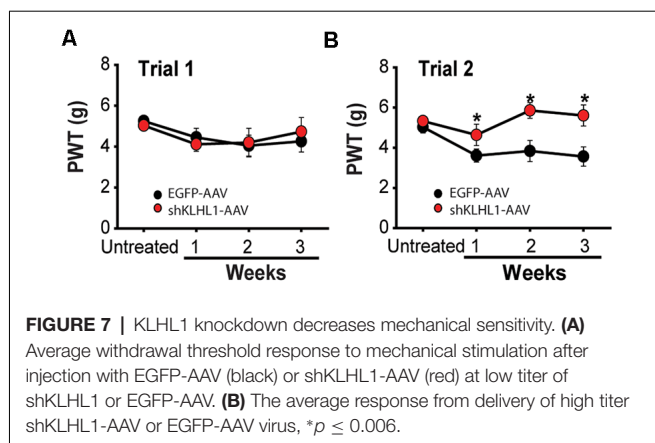 A
B
Trial 1
Trial 2
PWT (g)
PWT (g)
8
6
4
2
0
8
6
4
2
0
* * *
EGFP-AAV
shKLHL1-AAV
EGFP-AAV
shKLHL1-AAV
Untreated 1 2 3
Untreated 1 2 3
Weeks
Weeks
FIGURE 7 | KLHL1 knockdown decreases mechanical sensitivity. (A)
Average withdrawal threshold response to mechanical stimulation after
injection with EGFP-AAV (black) or shKLHL1-AAV (red) at low titer of
shKLHL1 or EGFP-AAV. (B) The average response from delivery of high titer
shKLHL1-AAV or EGFP-AAV virus, *p ≤ 0.006.